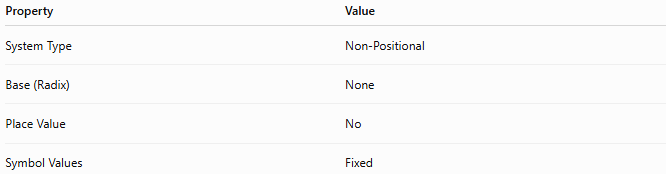 Property Value
System Type Non-Positional
Base (Radix) None
Place Value No
Symbol Values Fixed